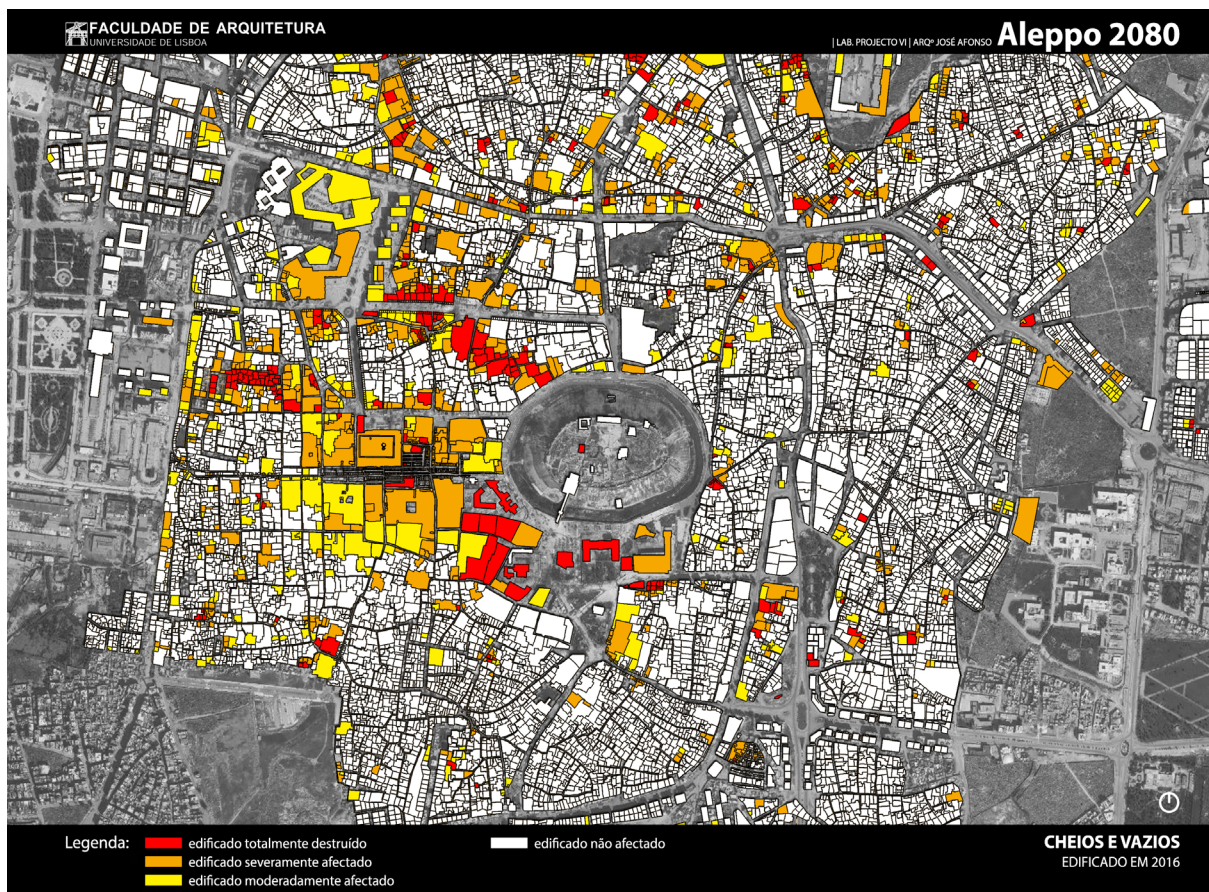 FACULDADE DE ARQUITETURA
UNIVERSIDADE DE LISBOA
| LAB. PROJECTO VI | ARQº JOSÉ AFONSO Aleppo 2080
Legenda:
edificado totalmente destruído
edificado severamente afectado
edificado moderadamente afectado
edificado não afectado
CHEIOS E VAZIOS
EDIFICADO EM 2016